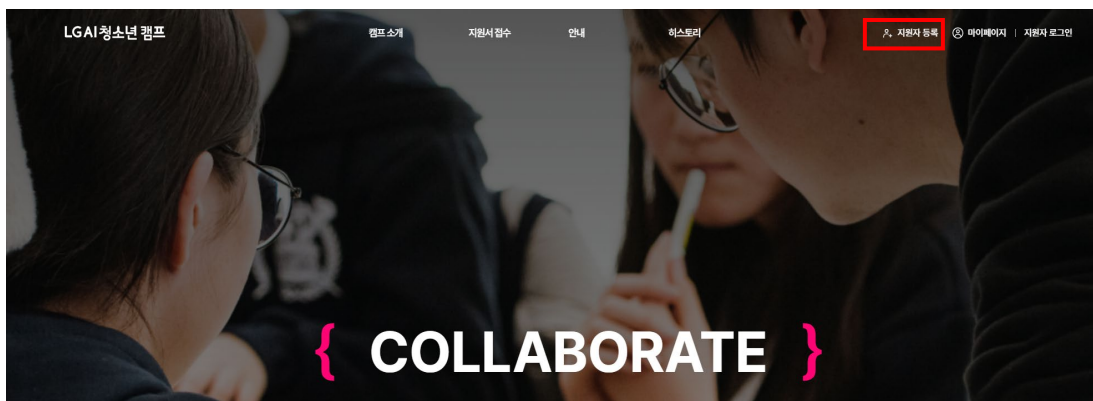 LG AI 청소년 캠프
캠프 소개 지원서 접수 안내 히스토리
지원자 등록 마이페이지 | 지원자 로그인
{ COLLABORATE }